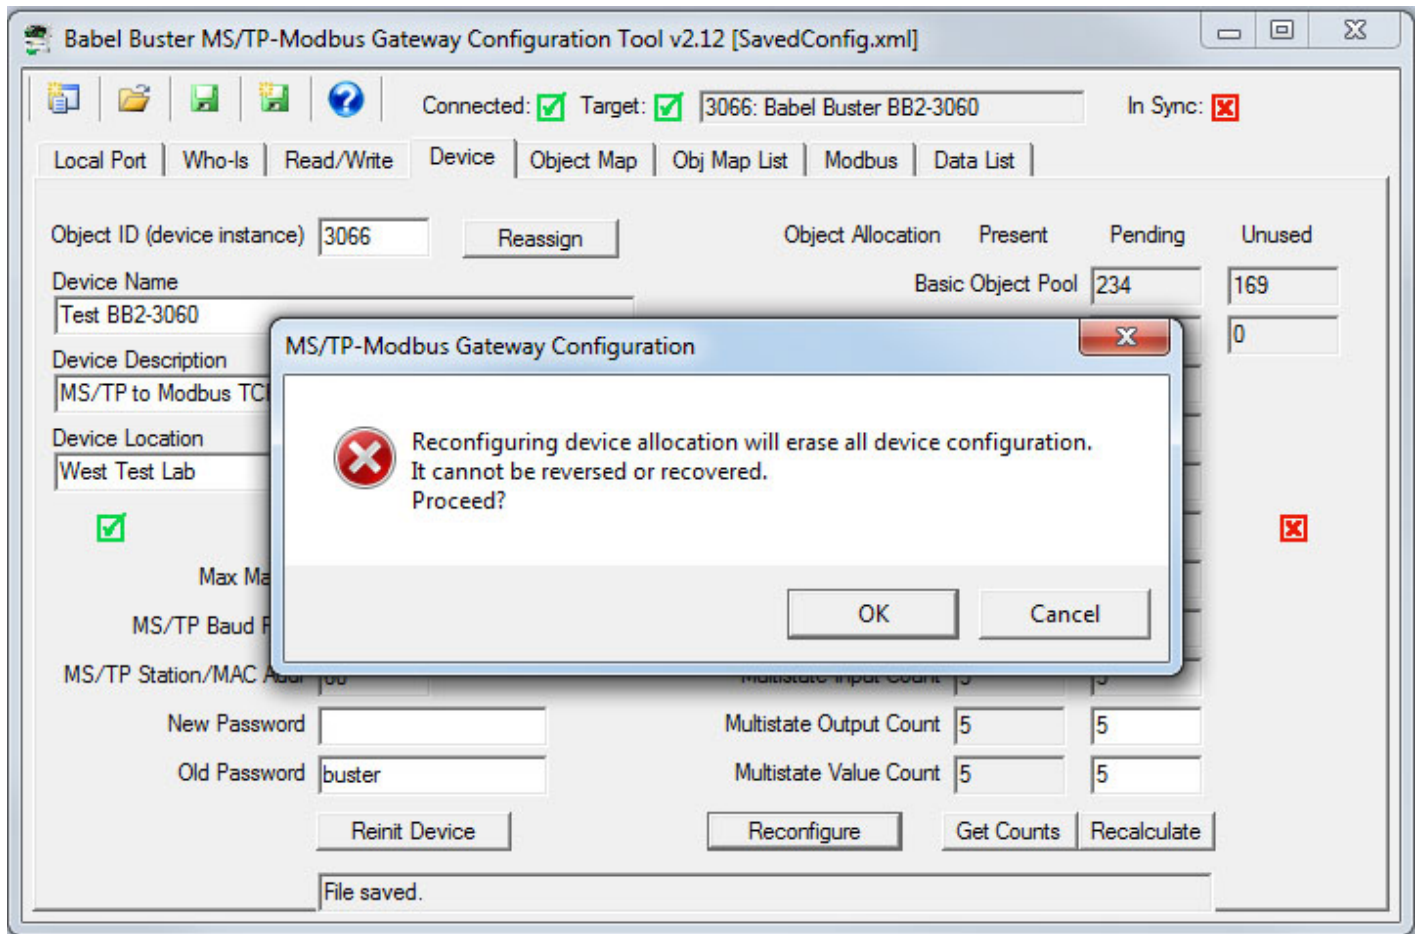 Babel Buster MS/TP-Modbus Gateway Configuration Tool v2.12 [SavedConfig.xml]
Connected: Target: 3066: Babel Buster BB2-3060 In Sync:
Local Port Who-Is Read/Write Device Object Map Obj Map List Modbus Data List
Object ID (device instance) 3066 Reassign Object Allocation Present Pending Unused
Device Name Basic Object Pool 234 169
Test BB2-3060 0
MS/TP-Modbus Gateway Configuration
Device Description
MS/TP to Modbus
Device Location
West Test Lab
Reconfiguring device allocation will erase all device configuration.
It cannot be reversed or recovered.
Proceed?
Max
MS/TP Baud
OK Cancel
MS/TP Station/MAC Addr Multistate Input Count 5 5
New Password Multistate Output Count 5 5
Old Password buster Multistate Value Count 5 5
Reinit Device Reconfigure Get Counts Recalculate
File saved.